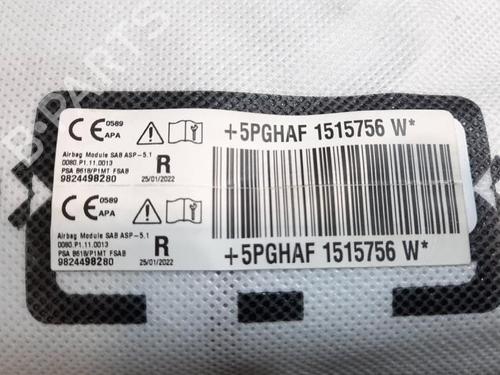 B-PARTS
CE 0589
APA
+5PGHAF 1515756 W*
Airbag Module SAB ASP-5.1
0080.P1.11.0013
PSA B618/P1MT FSAB
9824498280
R
25/01/2022
CE 0589
APA
Airbag Module SAB ASP-5.1
0080.P1.11.0013
PSA B618/P1MT FSAB
9824498280
R
25/01/2022
+5PGHAF 1515756 W*